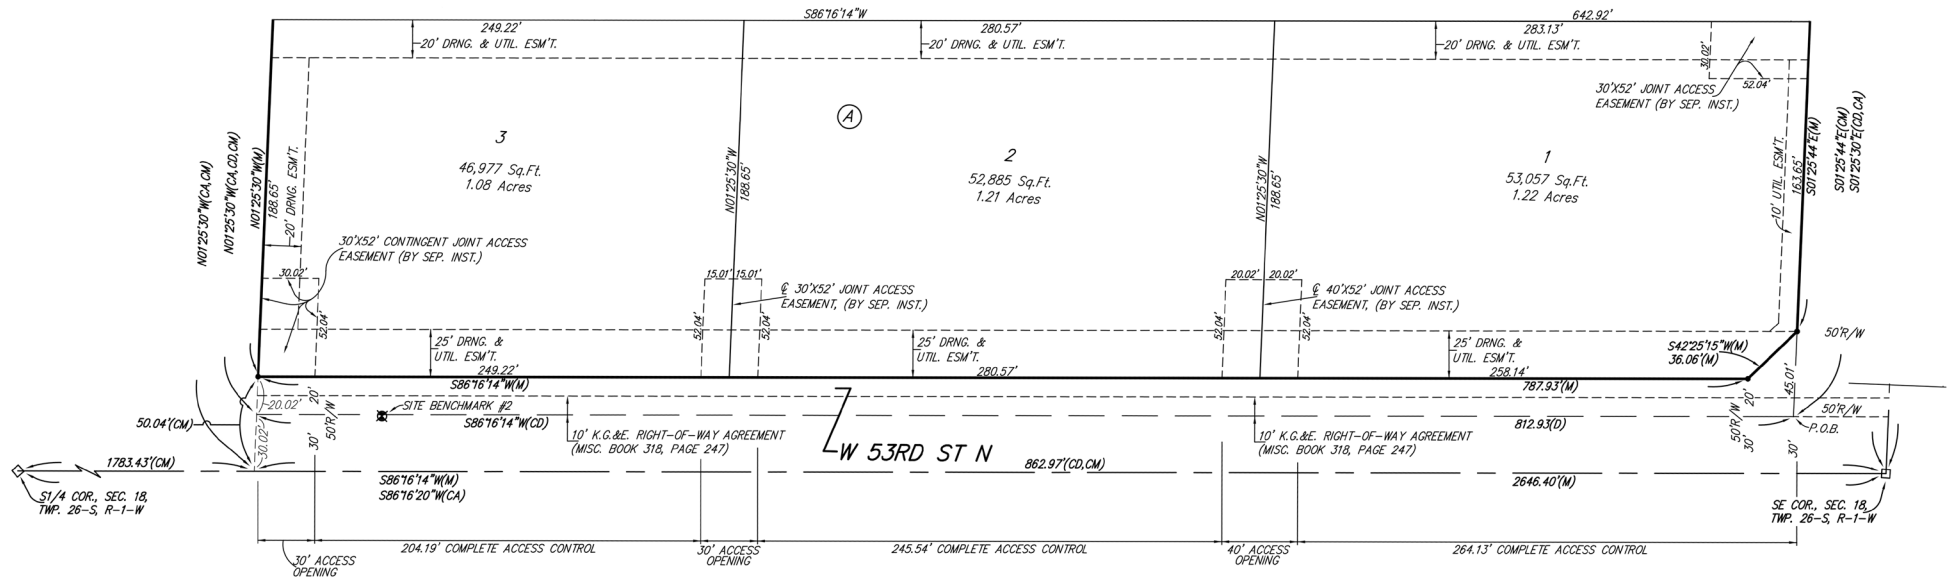 S86°16'14"W
642.92'
249.22'
280.57'
283.13'
20' DRNG. & UTIL. ESM'T.
20' DRNG. & UTIL. ESM'T.
20' DRNG. & UTIL. ESM'T.
30.02'
52.04'
30'X52' JOINT ACCESS
EASEMENT (BY SEP. INST.)
A
3
46,977 Sq.Ft.
1.08 Acres
2
52,885 Sq.Ft.
1.21 Acres
1
53,057 Sq.Ft.
1.22 Acres
N01°25'30"W(CA,CM)
N01°25'30"W(CA,CD,CM)
N01°25'30"W(M)
188.65'
20' DRNG. ESM'T.
N01°25'30"W
188.65'
N01°25'30"W
188.65'
10' UTIL. ESM'T.
163.65'
S01°25'44"E(M)
S01°25'44"E(CM)
S01°25'30"E(CD,CA)
30'X52' CONTINGENT JOINT ACCESS
EASEMENT (BY SEP. INST.)
30.02'
52.04'
15.01'
15.01'
52.04'
52.04'
℄ 30'X52' JOINT ACCESS
EASEMENT, (BY SEP. INST.)
20.02'
20.02'
52.04'
52.04'
℄ 40'X52' JOINT ACCESS
EASEMENT, (BY SEP. INST.)
25' DRNG. &
UTIL. ESM'T.
25' DRNG. &
UTIL. ESM'T.
25' DRNG. &
UTIL. ESM'T.
S42°25'15"W(M)
36.06'(M)
50'R/W
249.22'
280.57'
258.14'
S86°16'14"W(M)
787.93'(M)
45.01'
20'
20'
20.02'
50.04'(CM)
30.02'
30'
50'R/W
SITE BENCHMARK #2
S86°16'14"W(CD)
812.93(D)
50'R/W
30'
50'R/W
P.O.B.
30'
10' K.G.&E. RIGHT-OF-WAY AGREEMENT
(MISC. BOOK 318, PAGE 247)
W 53RD ST N
10' K.G.&E. RIGHT-OF-WAY AGREEMENT
(MISC. BOOK 318, PAGE 247)
1783.43'(CM)
862.97'(CD,CM)
S86°16'14"W(M)
S86°16'20"W(CA)
2646.40'(M)
S1/4 COR., SEC. 18,
TWP. 26-S, R-1-W
SE COR., SEC. 18,
TWP. 26-S, R-1-W
30' ACCESS
OPENING
204.19' COMPLETE ACCESS CONTROL
30' ACCESS
OPENING
245.54' COMPLETE ACCESS CONTROL
40' ACCESS
OPENING
264.13' COMPLETE ACCESS CONTROL